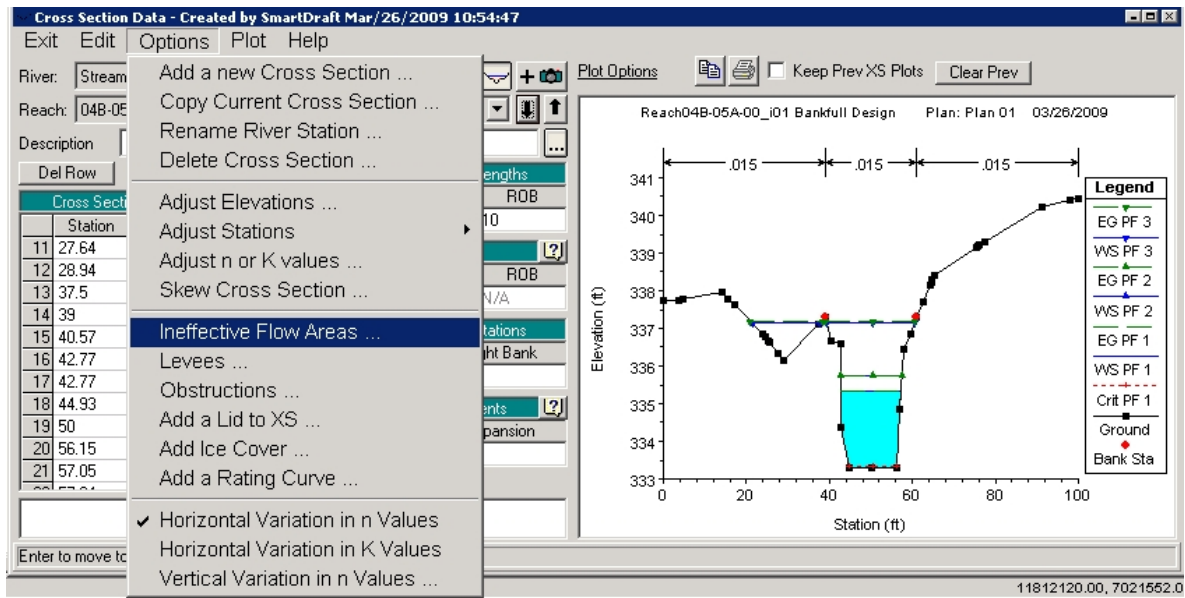 Cross Section Data - Created by SmartDraft Mar/26/2009 10:54:47
Exit Edit Options Plot Help
River: Stream
Reach: 04B-05
Description
Del Row
Cross Secti
Station
11 27.64
12 28.94
13 37.5
14 39
15 40.57
16 42.77
17 42.77
18 44.93
19 50
20 56.15
21 57.05
Enter to move to
Add a new Cross Section ...
Copy Current Cross Section ...
Rename River Station ...
Delete Cross Section ...
Adjust Elevations ...
Adjust Stations
Adjust n or K values ...
Skew Cross Section ...
Ineffective Flow Areas ...
Levees ...
Obstructions ...
Add a Lid to XS ...
Add Ice Cover ...
Add a Rating Curve ...
Horizontal Variation in n Values
Horizontal Variation in K Values
Vertical Variation in n Values ...
engths
ROB
10
ROB
N/A
tations
ght Bank
ents
pansion
Plot Options Keep Prev XS Plots Clear Prev
Reach04B-05A-00_i01 Bankfull Design Plan: Plan 01 03/26/2009
.015 .015 .015
341
340
339
338
337
336
335
334
333
Elevation (ft)
0 20 40 60 80 100
Station (ft)
Legend
EG PF 3
WS PF 3
EG PF 2
WS PF 2
EG PF 1
WS PF 1
Crit PF 1
Ground
Bank Sta
11812120.00, 7021552.0